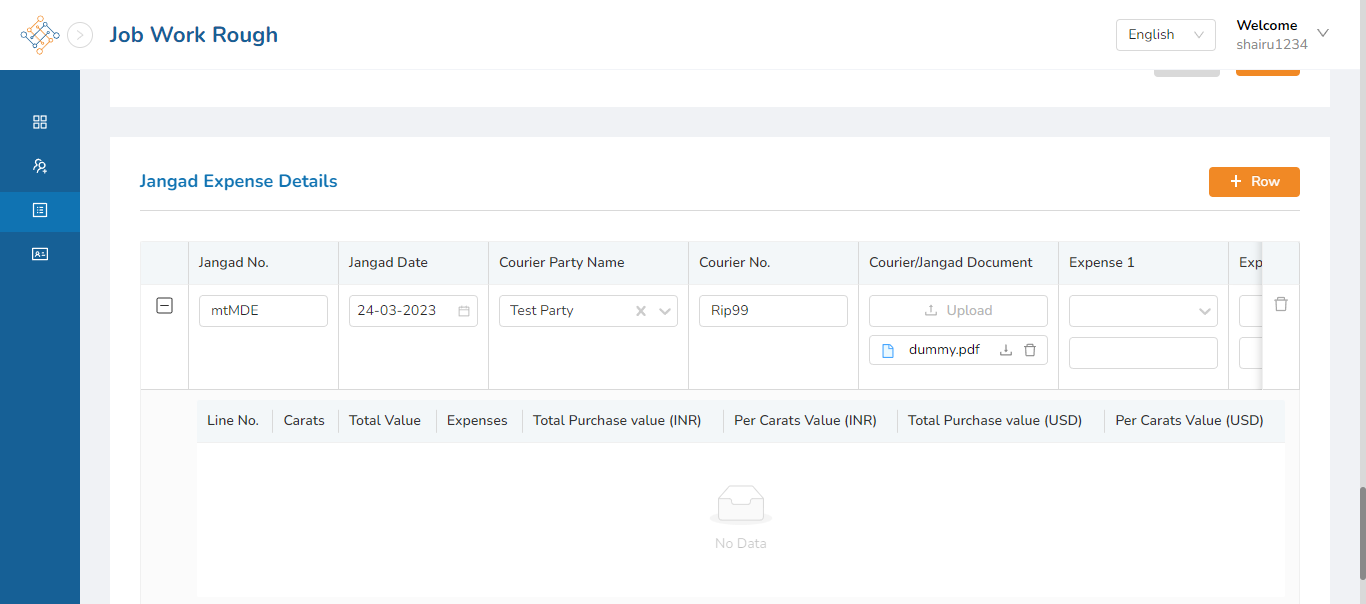 Job Work Rough
English
Welcome
shairu1234
Jangad Expense Details
+ Row
Jangad No.
Jangad Date
Courier Party Name
Courier No.
Courier/Jangad Document
Expense 1
Exp
mtMDE
24-03-2023
Test Party
Rip99
Upload
dummy.pdf
Line No.
Carats
Total Value
Expenses
Total Purchase value (INR)
Per Carats Value (INR)
Total Purchase value (USD)
Per Carats Value (USD)
No Data